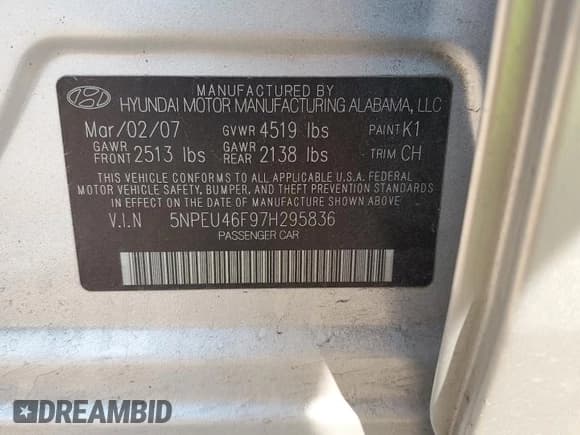 MANUFACTURED BY
HYUNDAI MOTOR MANUFACTURING ALABAMA, LLC
Mar/02/07 GVWR 4519 lbs PAINT K1
GAWR FRONT 2513 lbs GAWR REAR 2138 lbs TRIM CH
THIS VEHICLE CONFORMS TO ALL APPLICABLE U.S.A. FEDERAL
MOTOR VEHICLE SAFETY, BUMPER, AND THEFT PREVENTION STANDARDS
IN EFFECT ON THE DATE OF MANUFACTURE SHOWN ABOVE
V.I.N 5NPEU46F97H295836
PASSENGER CAR
DREAMBID